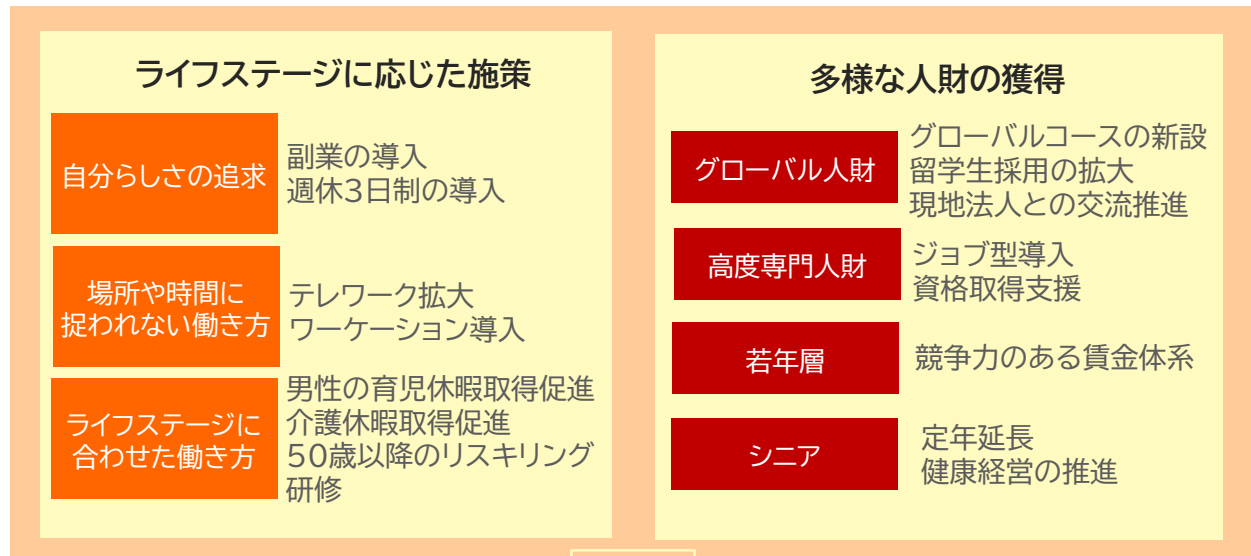 ライフステージに応じた施策
自分らしさの追求
副業の導入
週休3日制の導入
場所や時間に
捉われない働き方
テレワーク拡大
ワーケーション導入
ライフステージに
合わせた働き方
男性の育児休暇取得促進
介護休暇取得促進
50歳以降のリスキリング
研修
多様な人財の獲得
グローバル人財
グローバルコースの新設
留学生採用の拡大
現地法人との交流推進
高度専門人財
ジョブ型導入
資格取得支援
若年層
競争力のある賃金体系
シニア
定年延長
健康経営の推進